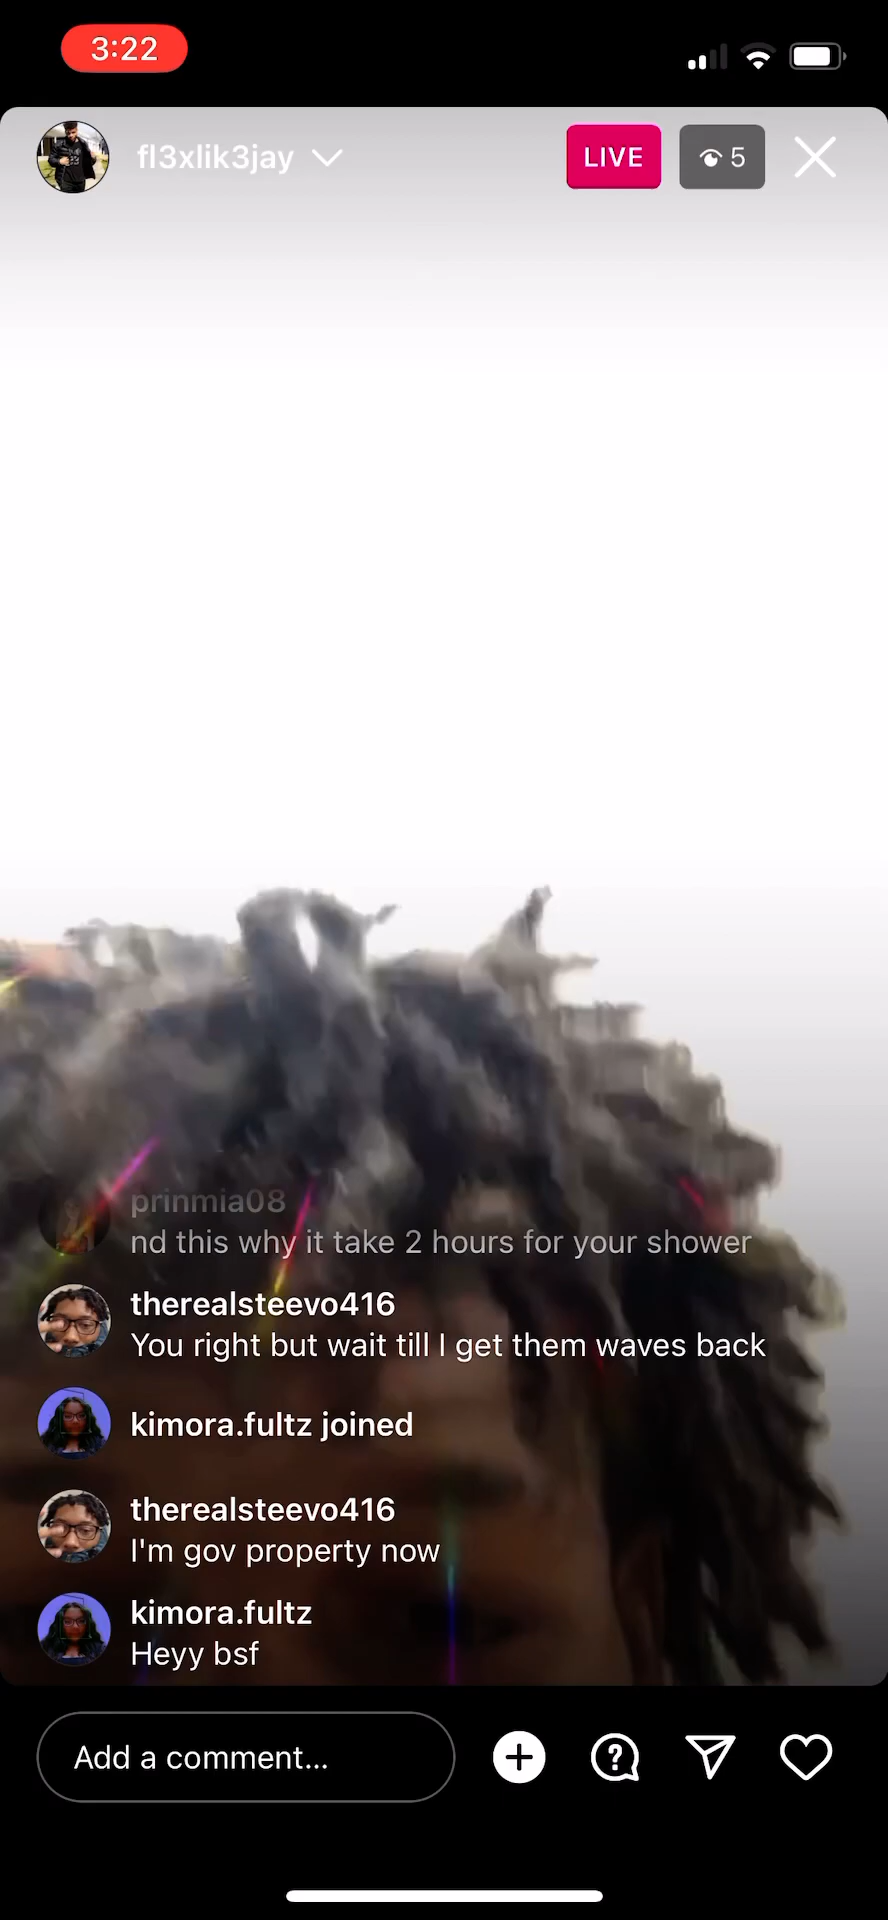 3:22
fl3xlik3jay
LIVE
5
prinmia08
nd this why it take 2 hours for your shower
therealsteevo416
You right but wait till I get them waves back
kimora.fultz joined
therealsteevo416
I'm gov property now
kimora.fultz
Heyy bsf
Add a comment...